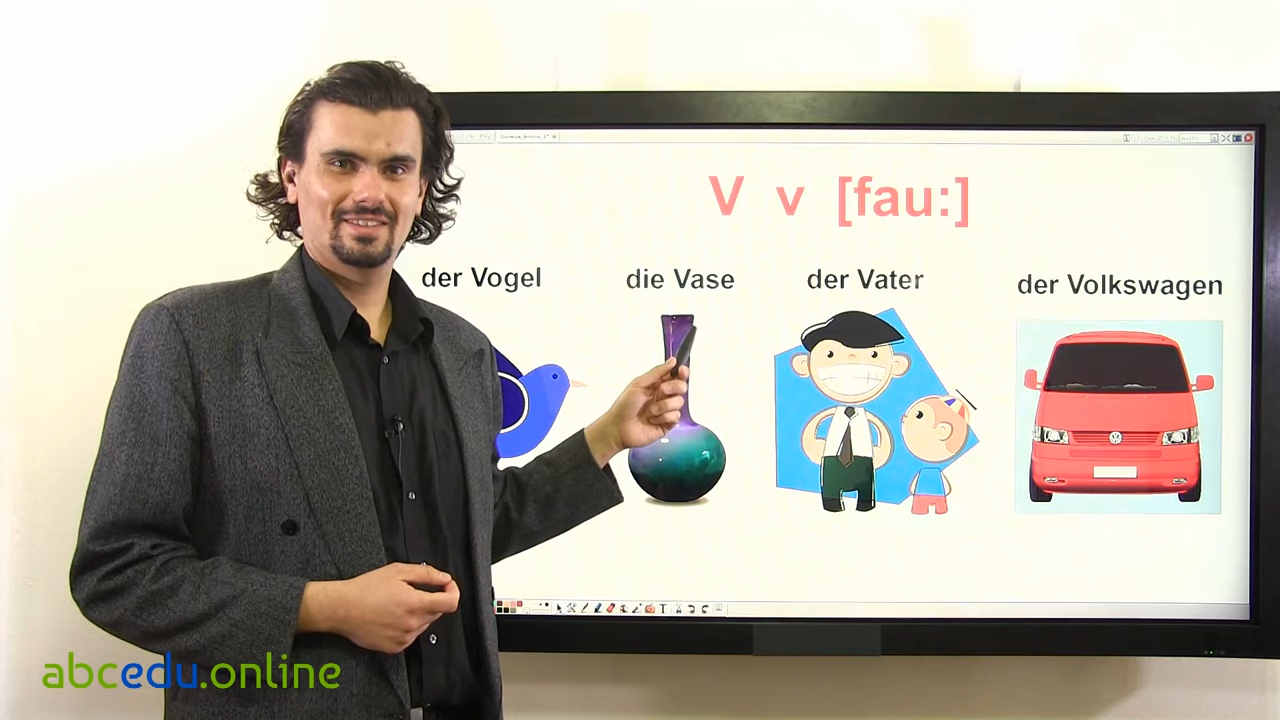 V v [fau:]
der Vogel die Vase der Vater der Volkswagen
abcedu.online